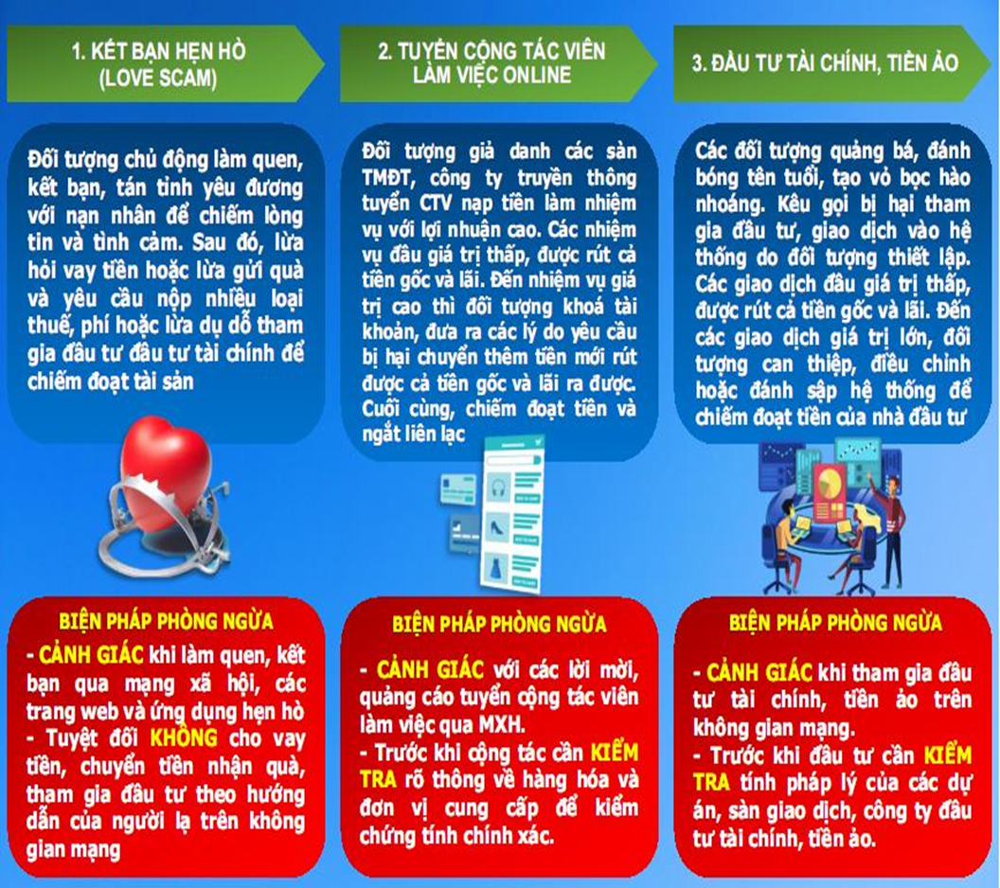 1. KẾT BẠN HẸN HÒ
(LOVE SCAM)
Đối tượng chủ động làm quen,
kết bạn, tán tỉnh yêu đương
với nạn nhân để chiếm lòng
tin và tình cảm. Sau đó, lừa
hỏi vay tiền hoặc lừa gửi quà
và yêu cầu nộp nhiều loại
thuế, phí hoặc lừa dụ dỗ tham
gia đầu tư đầu tư tài chính để
chiếm đoạt tài sản
BIỆN PHÁP PHÒNG NGỪA
- CẢNH GIÁC khi làm quen, kết
bạn qua mạng xã hội, các
trang web và ứng dụng hẹn hò
- Tuyệt đối KHÔNG cho vay
tiền, chuyển tiền nhận quà,
tham gia đầu tư theo hướng
dẫn của người lạ trên không
gian mạng
2. TUYỂN CỘNG TÁC VIÊN
LÀM VIỆC ONLINE
Đối tượng giả danh các sàn
TMĐT, công ty truyền thông
tuyển CTV nạp tiền làm nhiệm
vụ với lợi nhuận cao. Các nhiệm
vụ đầu giá trị thấp, được rút cả
tiền gốc và lãi. Đến nhiệm vụ giá
trị cao thì đối tượng khoá tài
khoản, đưa ra các lý do yêu cầu
bị hại chuyển thêm tiền mới rút
được cả tiền gốc và lãi ra được.
Cuối cùng, chiếm đoạt tiền và
ngắt liên lạc
BIỆN PHÁP PHÒNG NGỪA
- CẢNH GIÁC với các lời mời,
quảng cáo tuyển cộng tác viên
làm việc qua MXH.
- Trước khi cộng tác cần KIỂM
TRA rõ thông về hàng hóa và
đơn vị cung cấp để kiểm
chứng tính chính xác.
3. ĐẦU TƯ TÀI CHÍNH, TIỀN ẢO
Các đối tượng quảng bá, đánh
bóng tên tuổi, tạo vỏ bọc hào
nhoáng. Kêu gọi bị hại tham
gia đầu tư, giao dịch vào hệ
thống do đối tượng thiết lập.
Các giao dịch đầu giá trị thấp,
được rút cả tiền gốc và lãi. Đến
các giao dịch giá trị lớn, đối
tượng can thiệp, điều chỉnh
hoặc đánh sập hệ thống để
chiếm đoạt tiền của nhà đầu tư
BIỆN PHÁP PHÒNG NGỪA
- CẢNH GIÁC khi tham gia đầu
tư tài chính, tiền ảo trên
không gian mạng.
- Trước khi đầu tư cần KIỂM
TRA tính pháp lý của các dự
án, sàn giao dịch, công ty đầu
tư tài chính, tiền ảo.